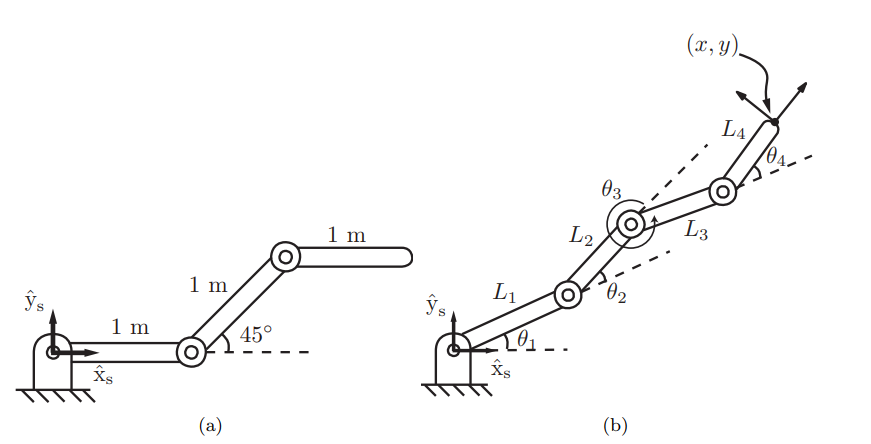 1 m
1 m
1 m
45°
ŷₛ
x̂ₛ
(a)
(x, y)
L₄
θ₄
θ₃
L₃
L₂
θ₂
L₁
θ₁
ŷₛ
x̂ₛ
(b)